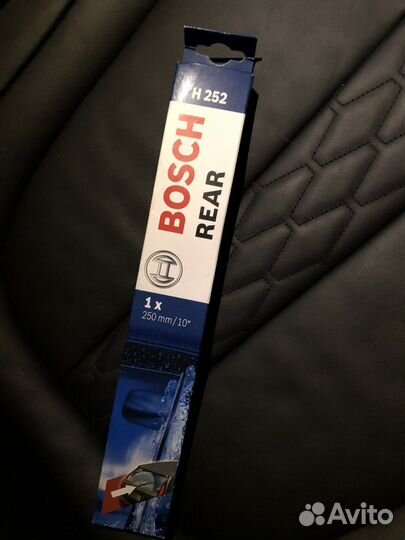 H 252
BOSCH
REAR
1 x
250 mm/10"
Avito